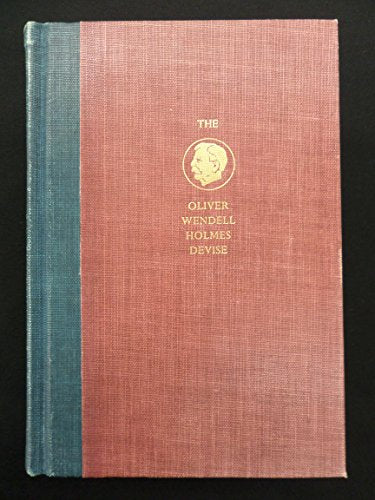 THE
OLIVER
WENDELL
HOLMES
DEVISE